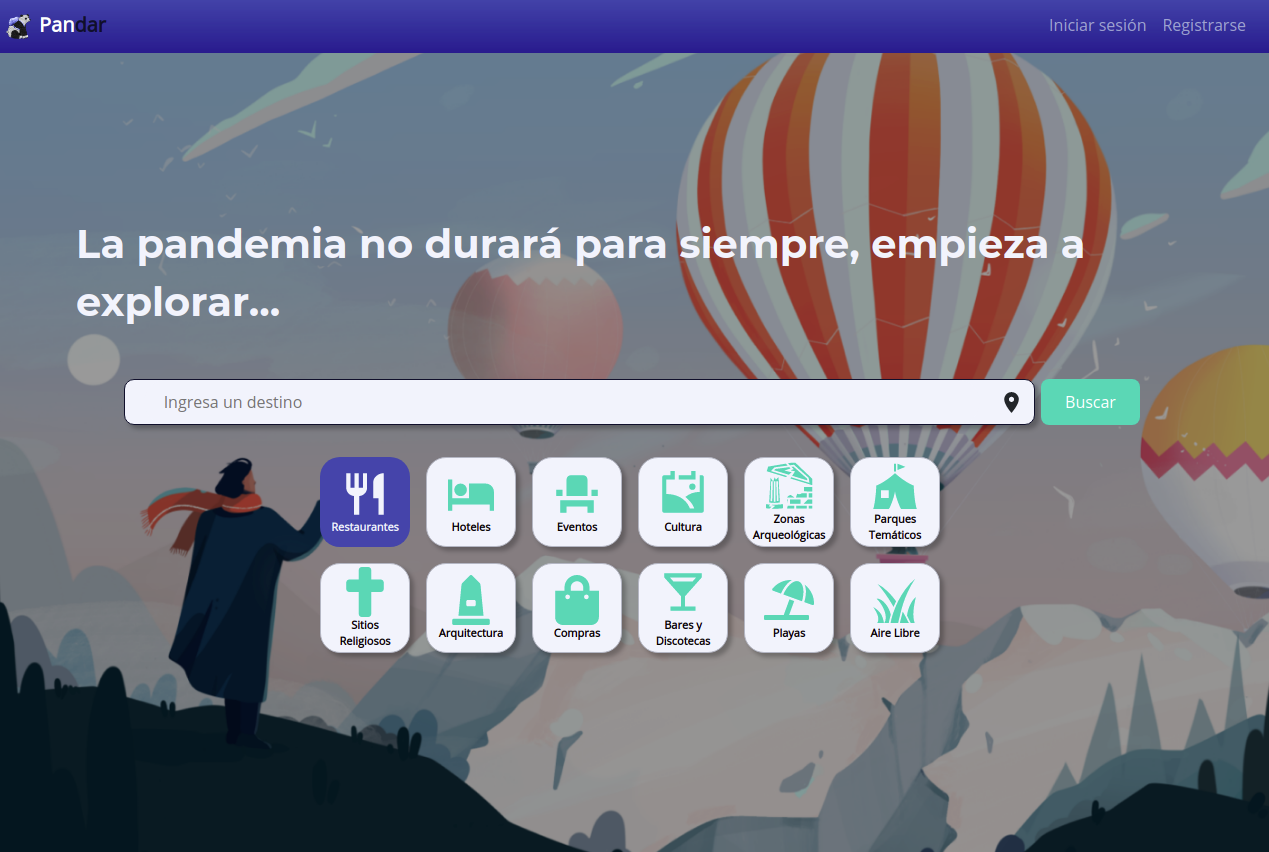 Pandar
Iniciar sesión
Registrarse
La pandemia no durará para siempre, empieza a
explorar...
Ingresa un destino
Buscar
Restaurantes
Hoteles
Eventos
Cultura
Zonas
Arqueológicas
Parques
Temáticos
Sitios
Religiosos
Arquitectura
Compras
Bares y
Discotecas
Playas
Aire Libre